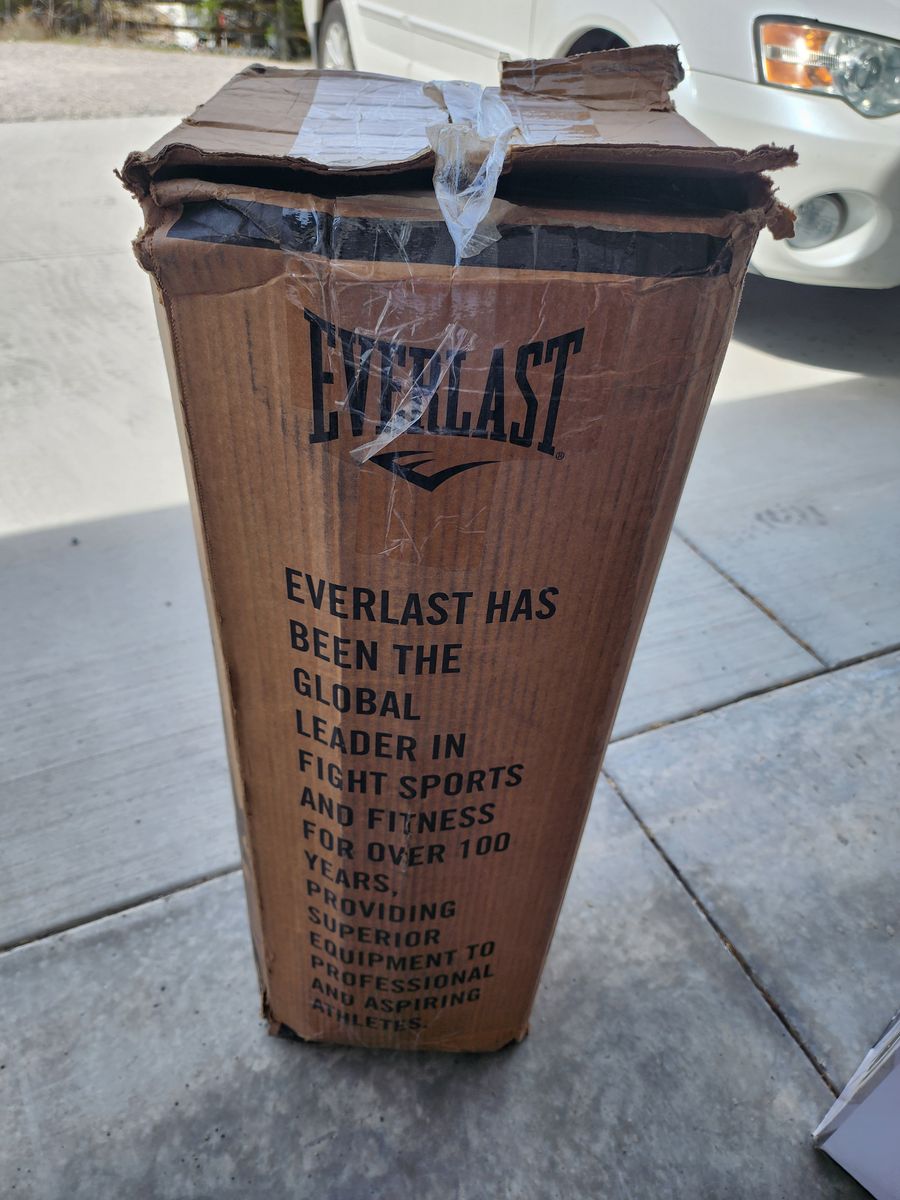 EVERLAST
®
EVERLAST HAS
BEEN THE
GLOBAL
LEADER IN
FIGHT SPORTS
AND FITNESS
FOR OVER 100
YEARS,
PROVIDING
SUPERIOR
EQUIPMENT TO
PROFESSIONAL
AND ASPIRING
ATHLETES.